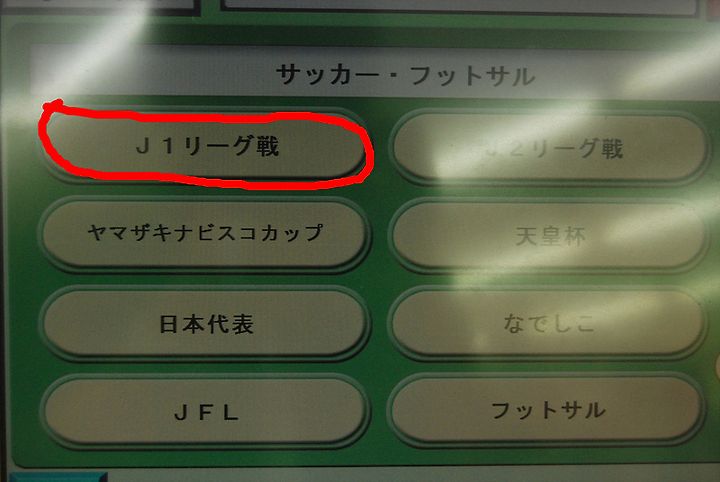 サッカー・フットサル
J1リーグ戦
J2リーグ戦
ヤマザキナビスコカップ
天皇杯
日本代表
なでしこ
JFL
フットサル